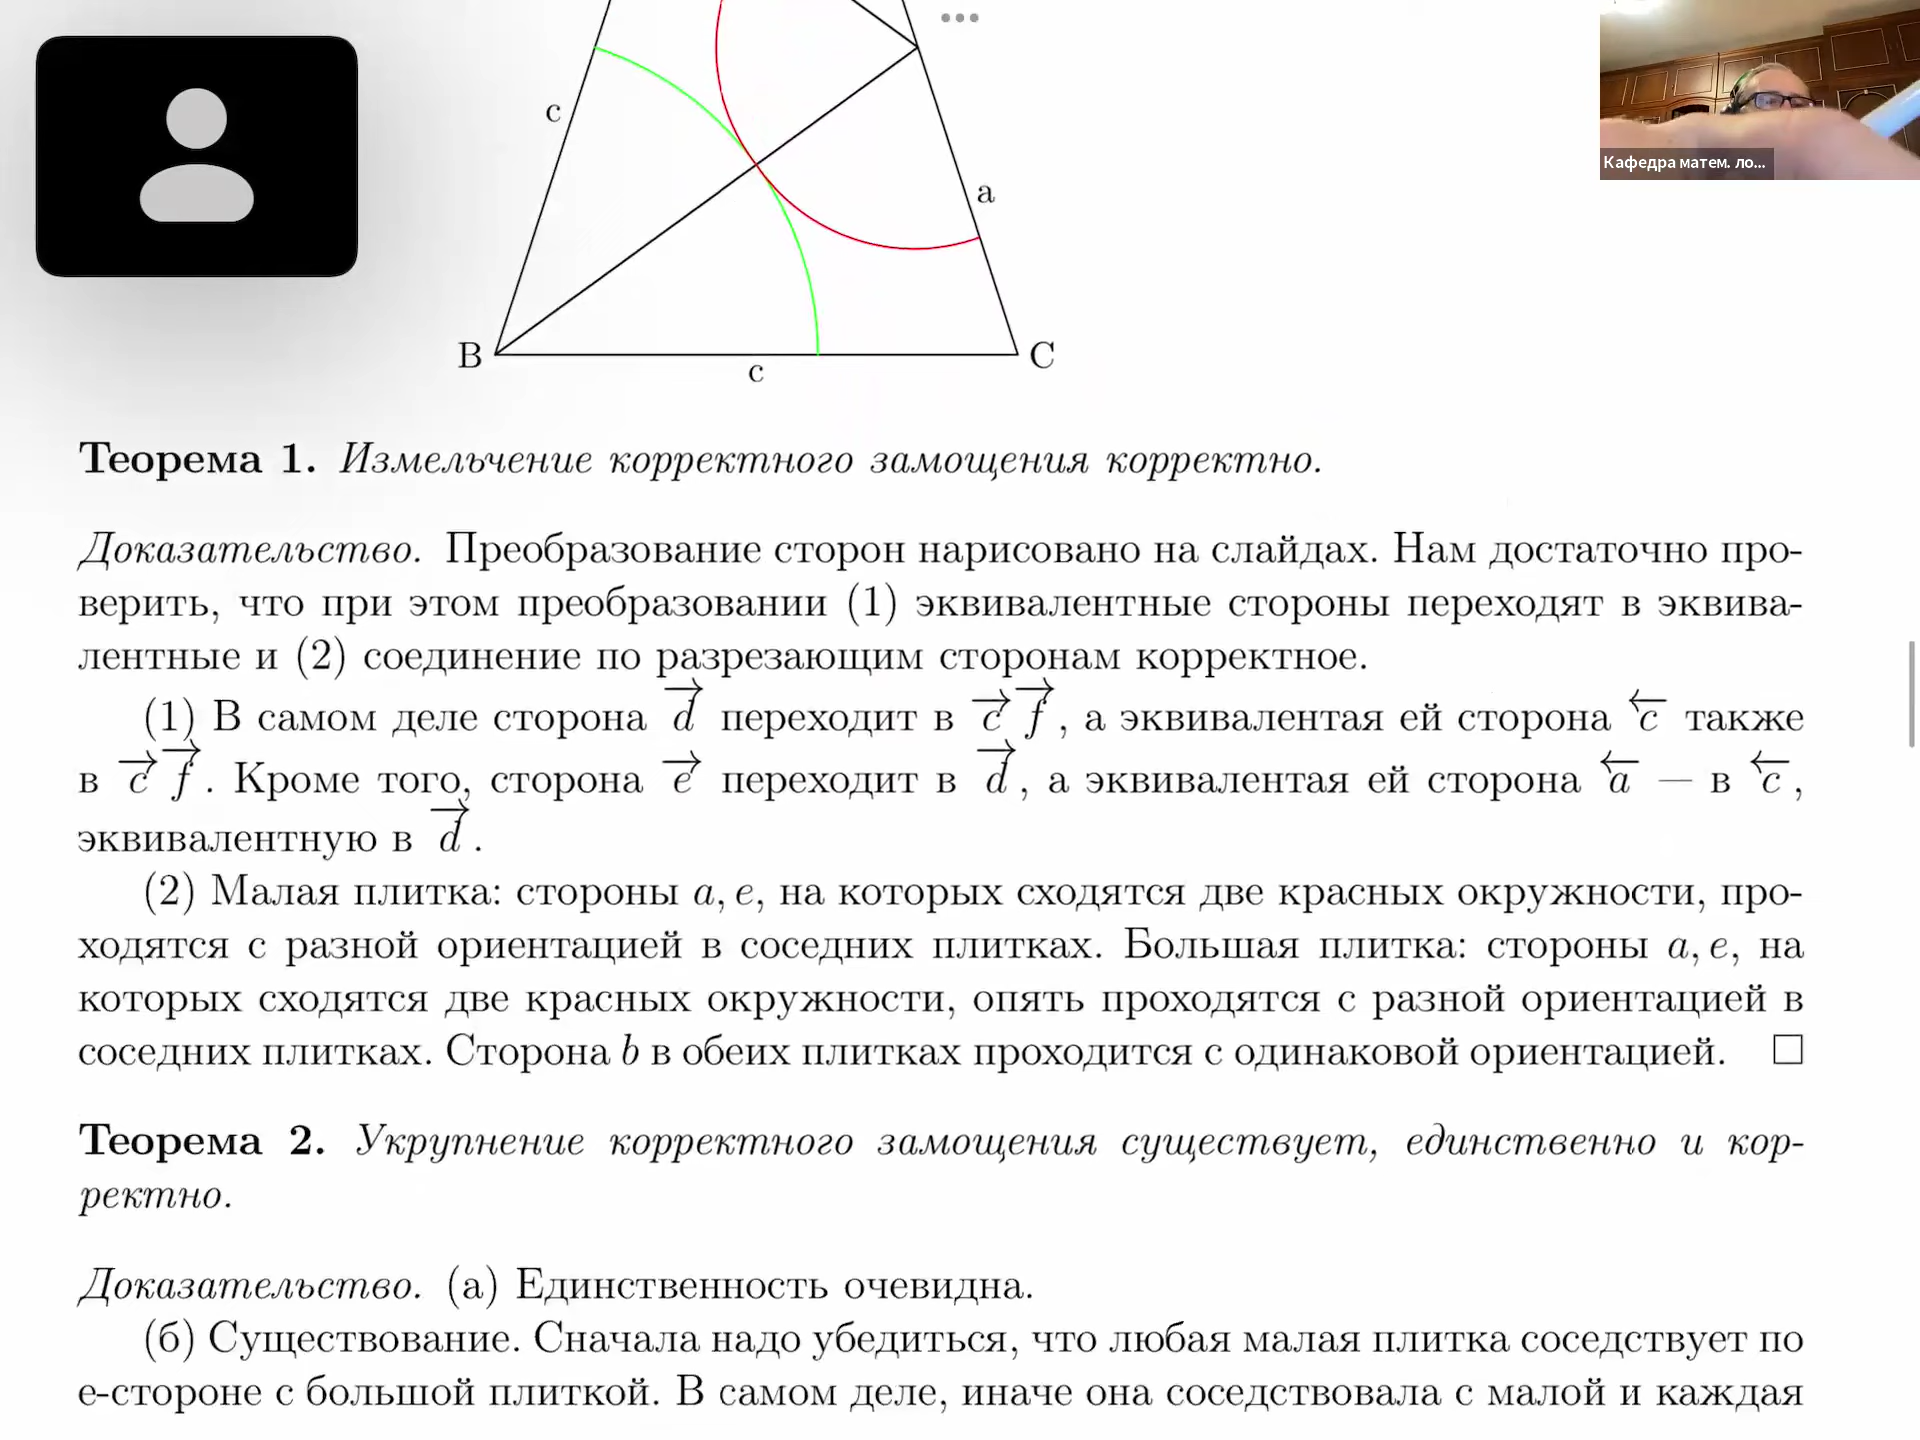 c
a
B
C
c
Кафедра матем. ло...
Теорема 1. Измельчение корректного замощения корректно.
Доказательство. Преобразование сторон нарисовано на слайдах. Нам достаточно про-
верить, что при этом преобразовании (1) эквивалентные стороны переходят в эквива-
лентные и (2) соединение по разрезающим сторонам корректное.
(1) В самом деле сторона →d переходит в →c →f, а эквивалентая ей сторона ←c также
в →c →f. Кроме того, сторона →e переходит в →d, а эквивалентая ей сторона ←a — в ←c,
эквивалентную в →d.
(2) Малая плитка: стороны a, e, на которых сходятся две красных окружности, про-
ходятся с разной ориентацией в соседних плитках. Большая плитка: стороны a, e, на
которых сходятся две красных окружности, опять проходятся с разной ориентацией в
соседних плитках. Сторона b в обеих плитках проходится с одинаковой ориентацией. □
Теорема 2. Укрупнение корректного замощения существует, единственно и кор-
ректно.
Доказательство. (а) Единственность очевидна.
(б) Существование. Сначала надо убедиться, что любая малая плитка соседствует по
е-стороне с большой плиткой. В самом деле, иначе она соседствовала с малой и каждая